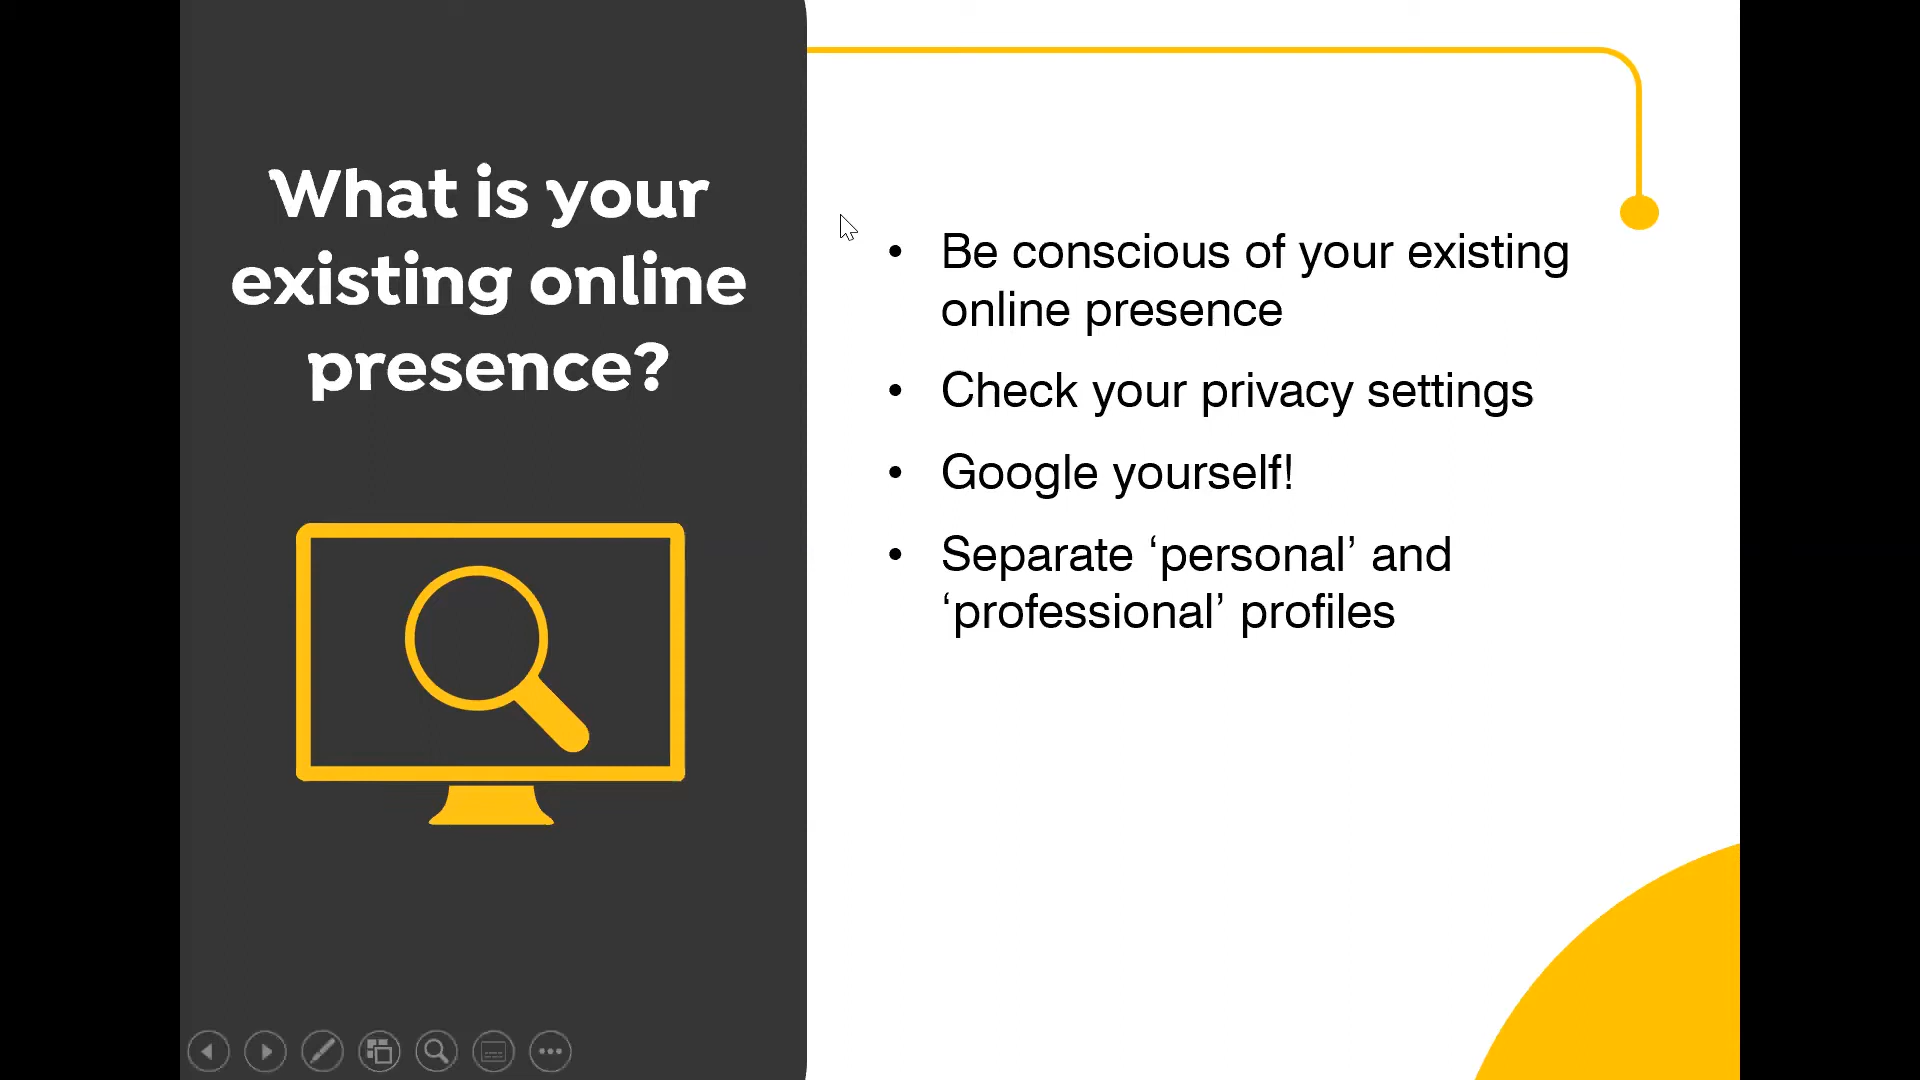 What is your
existing online
presence?
• Be conscious of your existing
online presence
• Check your privacy settings
• Google yourself!
• Separate ‘personal’ and
‘professional’ profiles